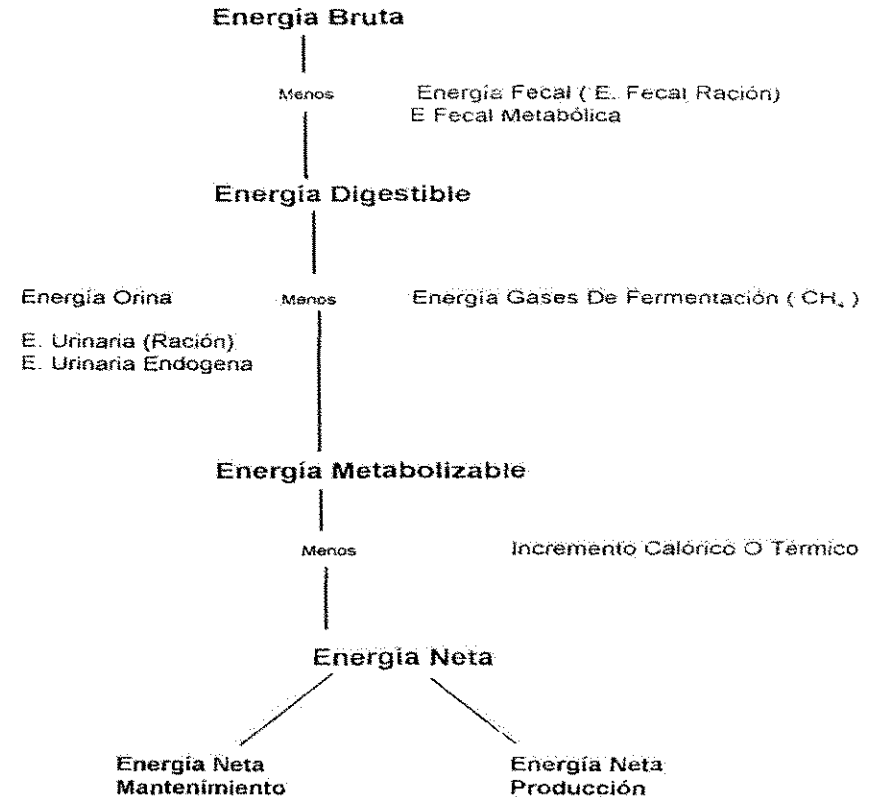 Energía Bruta
Menos
Energía Fecal ( E. Fecal Ración)
E Fecal Metabólica
Energía Digestible
Energía Orina
Menos
Energía Gases De Fermentación ( CH₄ )
E. Urinaria (Ración)
E. Urinaria Endogena
Energía Metabolizable
Menos
Incremento Calórico O Térmico
Energía Neta
Energía Neta
Mantenimiento
Energía Neta
Producción